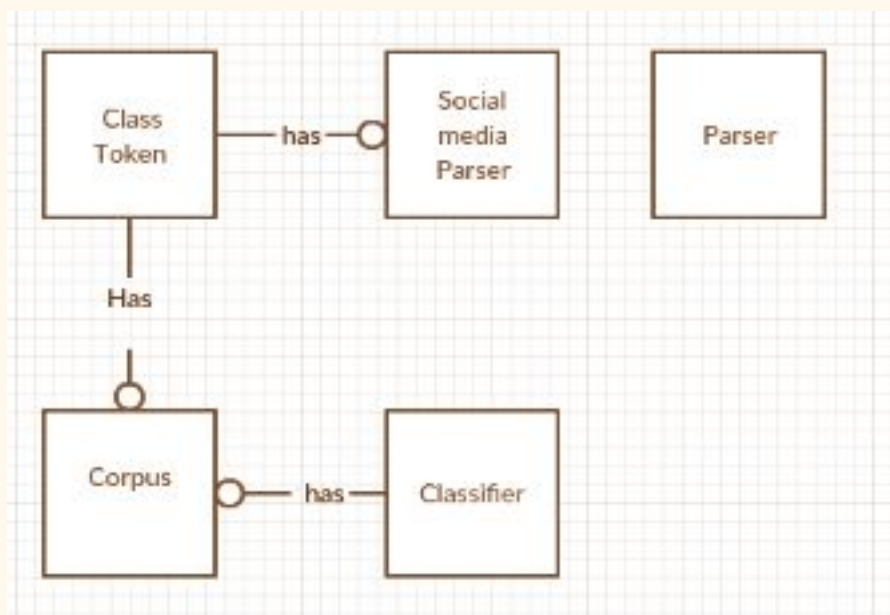 Class
Token
has
Social
media
Parser
Parser
Has
Corpus
has
Classifier